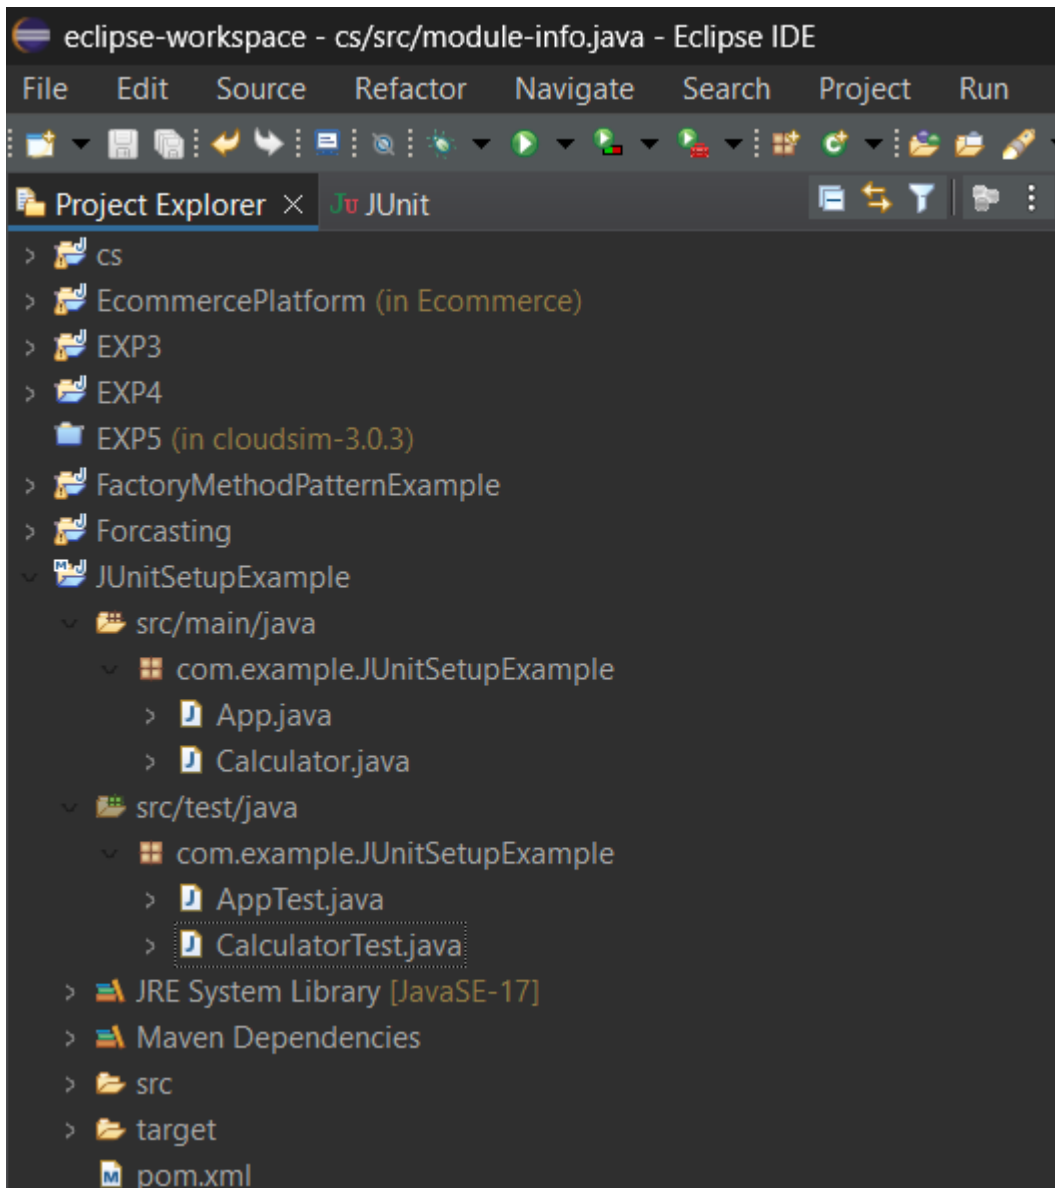 eclipse-workspace - cs/src/module-info.java - Eclipse IDE
File Edit Source Refactor Navigate Search Project Run
Project Explorer JUnit
cs
EcommercePlatform (in Ecommerce)
EXP3
EXP4
EXP5 (in cloudsim-3.0.3)
FactoryMethodPatternExample
Forcasting
JUnitSetupExample
src/main/java
com.example.JUnitSetupExample
App.java
Calculator.java
src/test/java
com.example.JUnitSetupExample
AppTest.java
CalculatorTest.java
JRE System Library [JavaSE-17]
Maven Dependencies
src
target
pom.xml